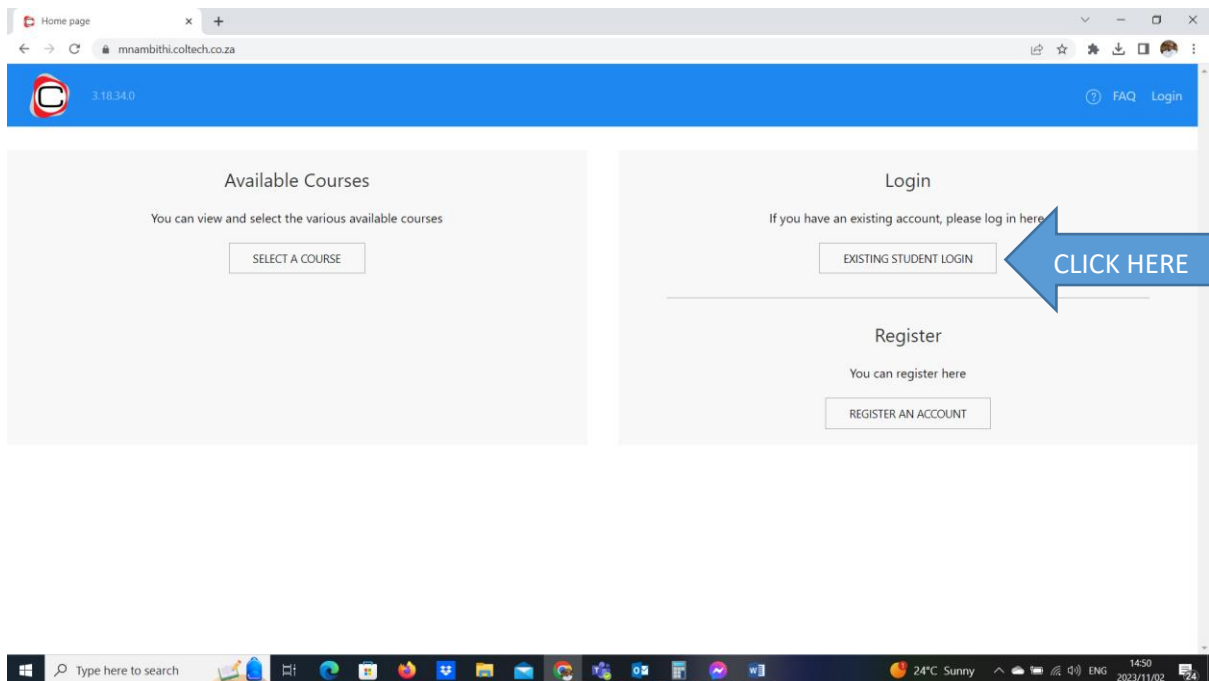 Home page
mnambithi.coltech.co.za
C
3.18.34.0
FAQ Login
Available Courses
You can view and select the various available courses
SELECT A COURSE
Login
If you have an existing account, please log in here
EXISTING STUDENT LOGIN
CLICK HERE
Register
You can register here
REGISTER AN ACCOUNT
Type here to search
24°C Sunny
ENG
14:50
2023/11/02
24